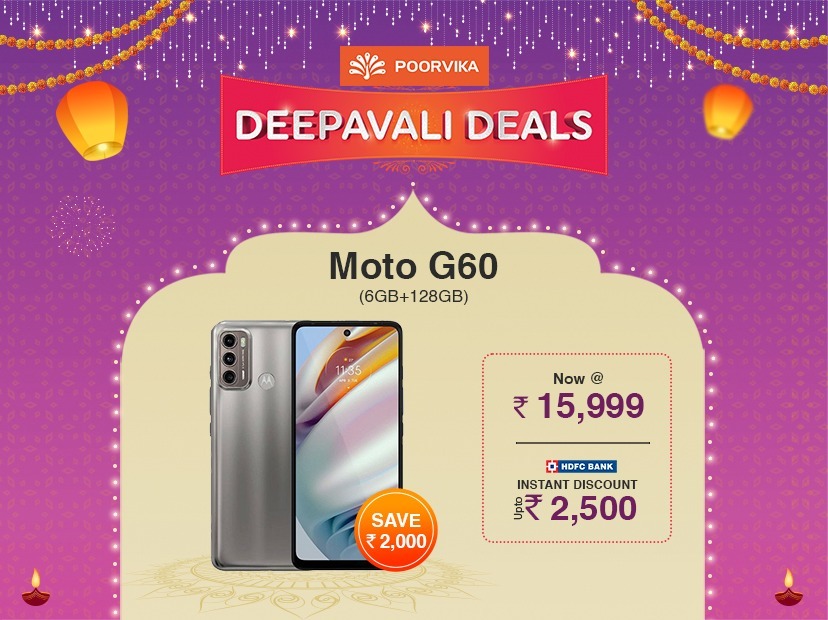 POORVIKA
DEEPAVALI DEALS
Moto G60
(6GB+128GB)
11:35
Now @
₹ 15,999
HDFC BANK
INSTANT DISCOUNT
Upto ₹ 2,500
SAVE
₹ 2,000